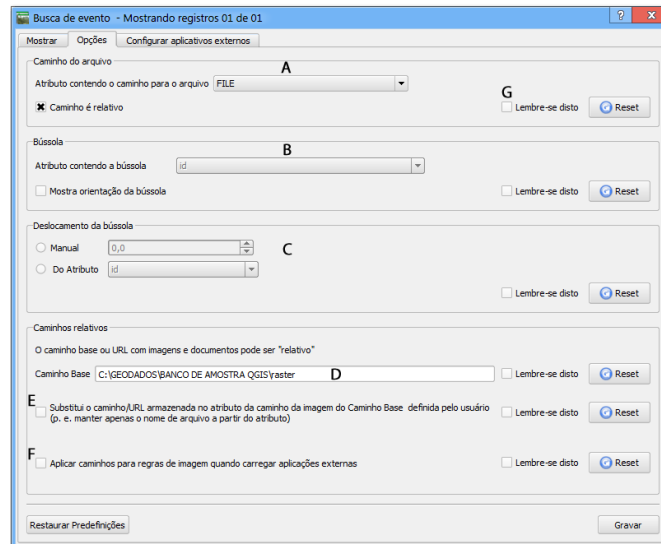 Busca de evento - Mostrando registros 01 de 01
? X
Mostrar Opções Configurar aplicativos externos
Caminho do arquivo
A
Atributo contendo o caminho para o arquivo FILE
G
Caminho é relativo Lembre-se disto Reset
Bússola
B
Atributo contendo a bússola id
Mostra orientação da bússola Lembre-se disto Reset
Deslocamento da bússola
Manual 0,0 C
Do Atributo id
Lembre-se disto Reset
Caminhos relativos
O caminho base ou URL com imagens e documentos pode ser "relativo"
Caminho Base C:\GEODADOS\BANCO DE AMOSTRA QGIS\raster D Lembre-se disto Reset
E
Substitui o caminho/URL armazenada no atributo da caminho da imagem do Caminho Base definida pelo usuário
(p. e. manter apenas o nome de arquivo a partir do atributo) Lembre-se disto Reset
F
Aplicar caminhos para regras de imagem quando carregar aplicações externas Lembre-se disto Reset
Restaurar Predefinições Gravar